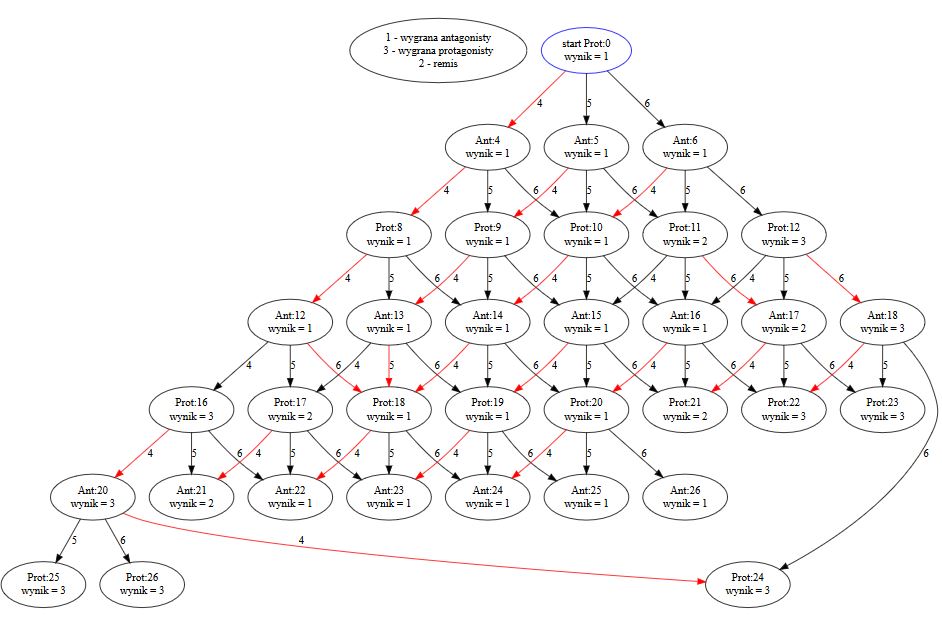 1 - wygrana antagonisty
3 - wygrana protagonisty
2 - remis
start Prot:0
wynik = 1
4
5
6
Ant:4
wynik = 1
Ant:5
wynik = 1
Ant:6
wynik = 1
4
5
6
4
5
6
4
5
6
Prot:8
wynik = 1
Prot:9
wynik = 1
Prot:10
wynik = 1
Prot:11
wynik = 2
Prot:12
wynik = 3
4
5
6
4
5
6
4
5
6
4
5
6
4
5
6
Ant:12
wynik = 1
Ant:13
wynik = 1
Ant:14
wynik = 1
Ant:15
wynik = 1
Ant:16
wynik = 1
Ant:17
wynik = 2
Ant:18
wynik = 3
4
5
6
4
5
6
4
5
6
4
5
6
4
5
6
4
5
6
4
5
Prot:16
wynik = 3
Prot:17
wynik = 2
Prot:18
wynik = 1
Prot:19
wynik = 1
Prot:20
wynik = 1
Prot:21
wynik = 2
Prot:22
wynik = 3
Prot:23
wynik = 3
4
5
6
4
5
6
4
5
6
4
5
6
4
5
6
6
Ant:20
wynik = 3
Ant:21
wynik = 2
Ant:22
wynik = 1
Ant:23
wynik = 1
Ant:24
wynik = 1
Ant:25
wynik = 1
Ant:26
wynik = 1
5
6
4
Prot:25
wynik = 3
Prot:26
wynik = 3
Prot:24
wynik = 3